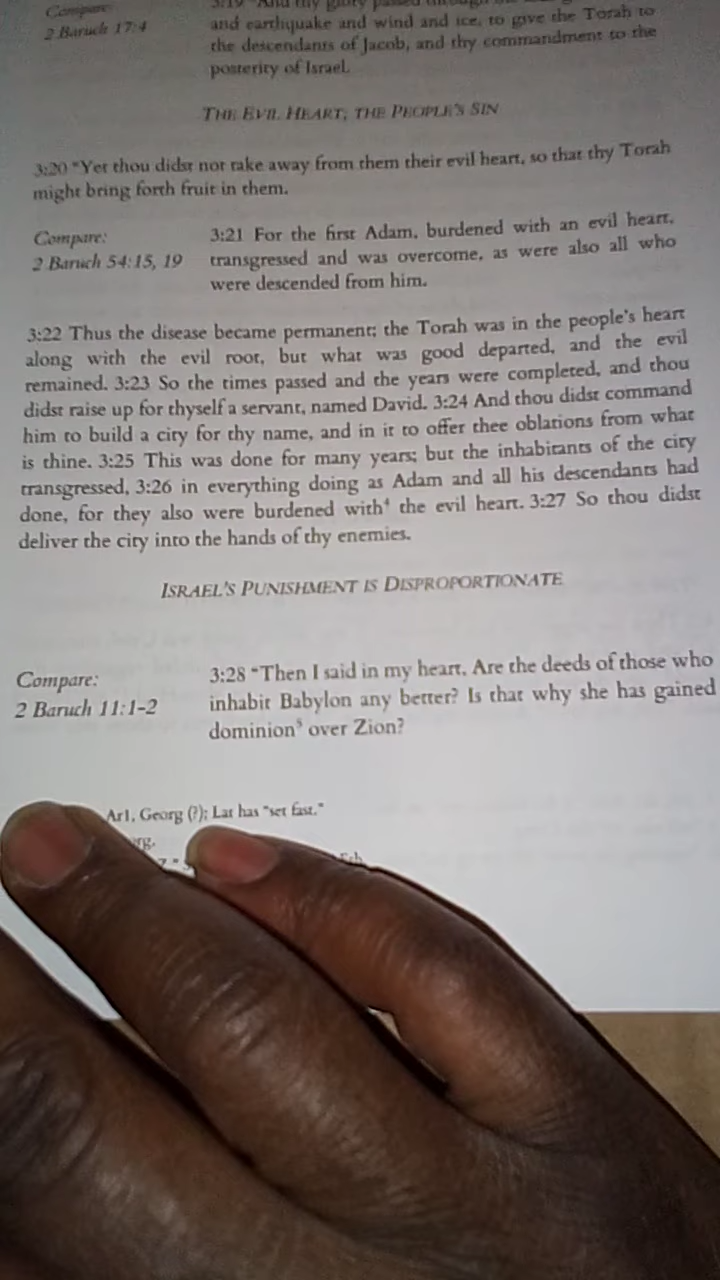 Compare:
2 Baruch 17:4
3:19 "And thy glory passed through
and earthquake and wind and ice, to give the Torah to
the descendants of Jacob, and thy commandment to the
posterity of Israel.
THE EVIL HEART; THE PEOPLE'S SIN
3:20 "Yet thou didst not take away from them their evil heart, so that thy Torah
might bring forth fruit in them.
Compare:
2 Baruch 54:15, 19
3:21 For the first Adam, burdened with an evil heart,
transgressed and was overcome, as were also all who
were descended from him.
3:22 Thus the disease became permanent; the Torah was in the people's heart
along with the evil root, but what was good departed, and the evil
remained. 3:23 So the times passed and the years were completed, and thou
didst raise up for thyself a servant, named David. 3:24 And thou didst command
him to build a city for thy name, and in it to offer thee oblations from what
is thine. 3:25 This was done for many years; but the inhabitants of the city
transgressed, 3:26 in everything doing as Adam and all his descendants had
done, for they also were burdened with⁴ the evil heart. 3:27 So thou didst
deliver the city into the hands of thy enemies.
ISRAEL'S PUNISHMENT IS DISPROPORTIONATE
Compare:
2 Baruch 11:1-2
3:28 "Then I said in my heart, Are the deeds of those who
inhabit Babylon any better? Is that why she has gained
dominion⁵ over Zion?
Ar1, Georg (?); Lat has "set fast."